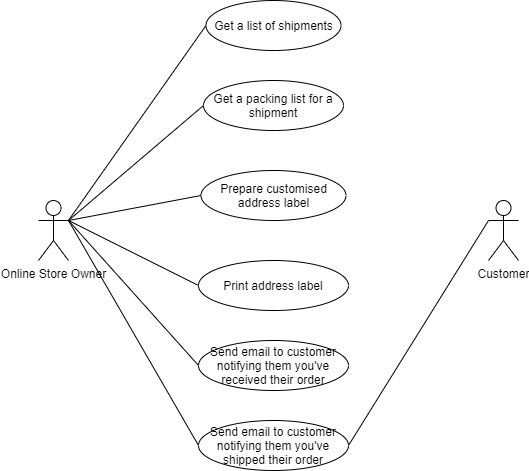 Get a list of shipments
Get a packing list for a
shipment
Prepare customised
address label
Online Store Owner
Customer
Print address label
Send email to customer
notifying them you've
received their order
Send email to customer
notifying them you've
shipped their order